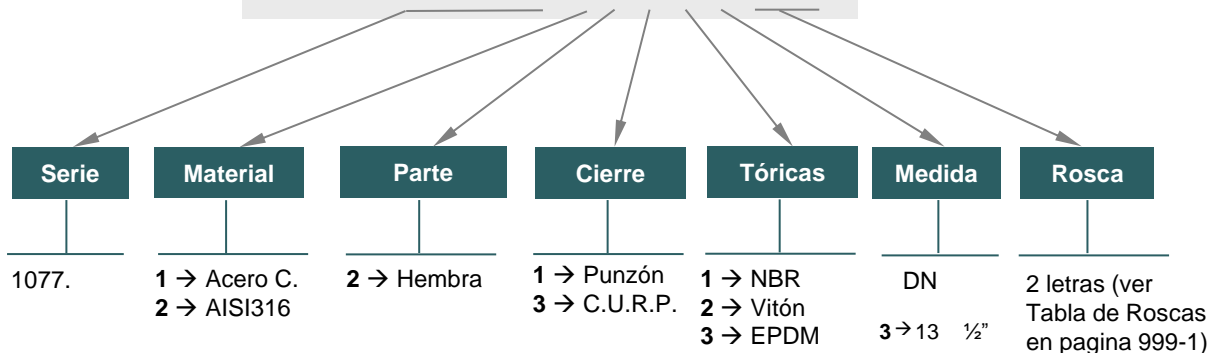 Serie Material Parte Cierre Tóricas Medida Rosca
1077.
1 → Acero C.
2 → AISI316
2 → Hembra
1 → Punzón
3 → C.U.R.P.
1 → NBR
2 → Vitón
3 → EPDM
DN
3 → 13 ½”
2 letras (ver
Tabla de Roscas
en pagina 999-1)